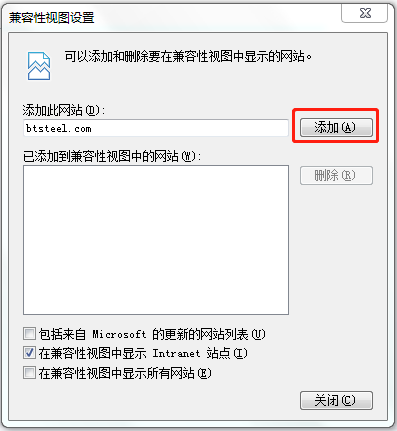 兼容性视图设置
可以添加和删除要在兼容性视图中显示的网站。
添加此网站(D):
btsteel.com
添加(A)
已添加到兼容性视图中的网站(W):
删除(R)
包括来自 Microsoft 的更新的网站列表(U)
在兼容性视图中显示 Intranet 站点(I)
在兼容性视图中显示所有网站(E)
关闭(C)